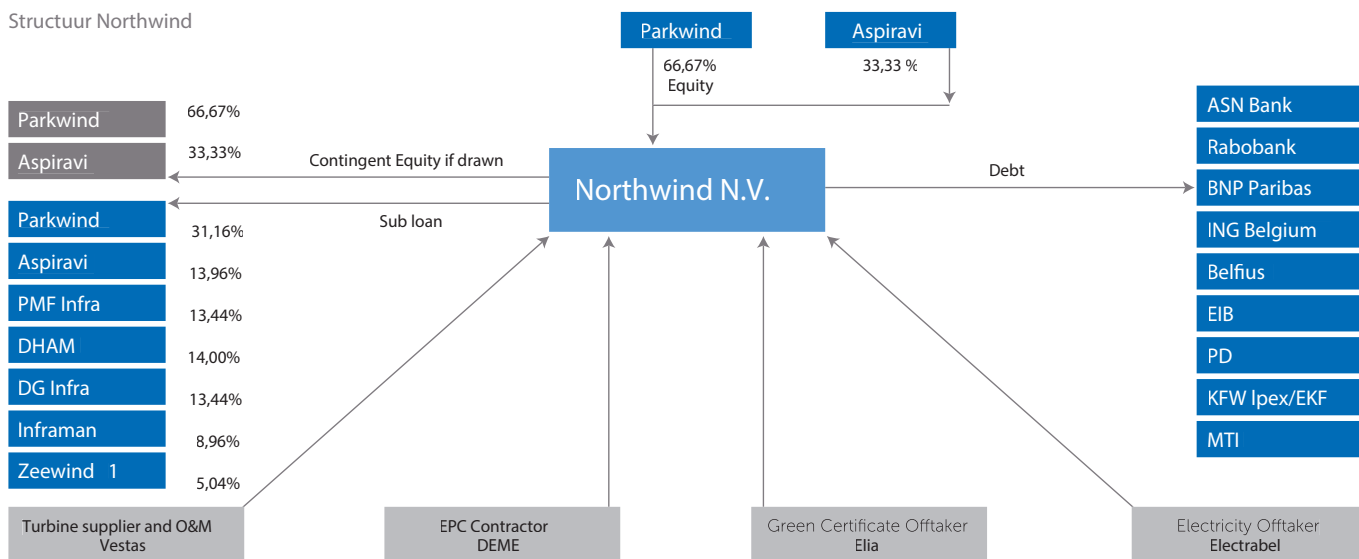 Structuur Northwind
Parkwind
Aspiravi
66,67%
Equity
33,33 %
Parkwind
66,67%
Aspiravi
33,33%
Contingent Equity if drawn
Sub loan
Northwind N.V.
Debt
Parkwind
31,16%
Aspiravi
13,96%
PMF Infra
13,44%
DHAM
14,00%
DG Infra
13,44%
Inframan
8,96%
Zeewind 1
5,04%
ASN Bank
Rabobank
BNP Paribas
ING Belgium
Belfius
EIB
PD
KFW Ipex/EKF
MTI
Turbine supplier and O&M
Vestas
EPC Contractor
DEME
Green Certificate Offtaker
Elia
Electricity Offtaker
Electrabel